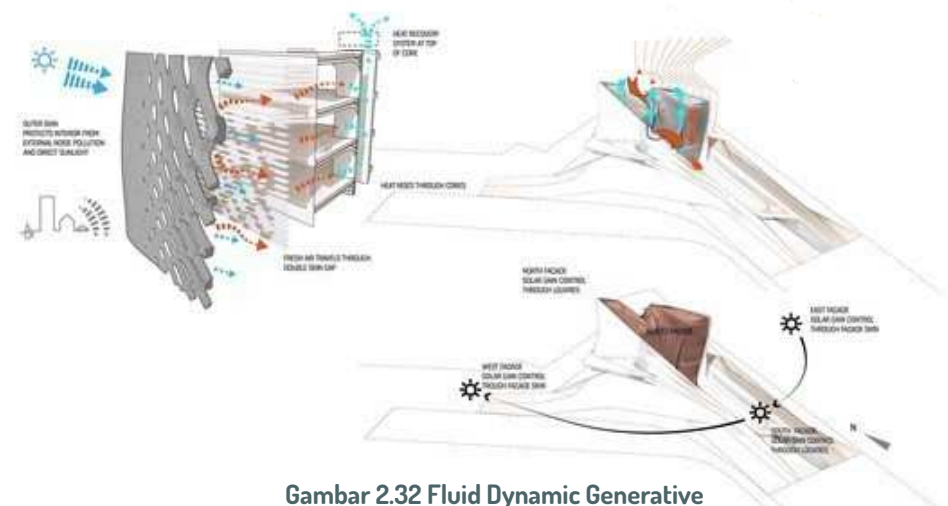 HEAT RECOVERY
SYSTEM AT TOP
OF CORE
OUTER SKIN
PROTECTS INTERIOR FROM
EXTERNAL NOISE POLLUTION
AND DIRECT SUNLIGHT
HEAT RISES THROUGH CORES
FRESH AIR TRAVELS THROUGH
DOUBLE SKIN GAP
NORTH FACADE
SOLAR GAIN CONTROL
THROUGH LOUVRES
EAST FACADE
SOLAR GAIN CONTROL
THROUGH FACADE SKIN
WEST FACADE
SOLAR GAIN CONTROL
TROUGH FACADE SKIN
SOUTH FACADE
SOLAR GAIN CONTROL
THROUGH LOUVRES
N
Gambar 2.32 Fluid Dynamic Generative